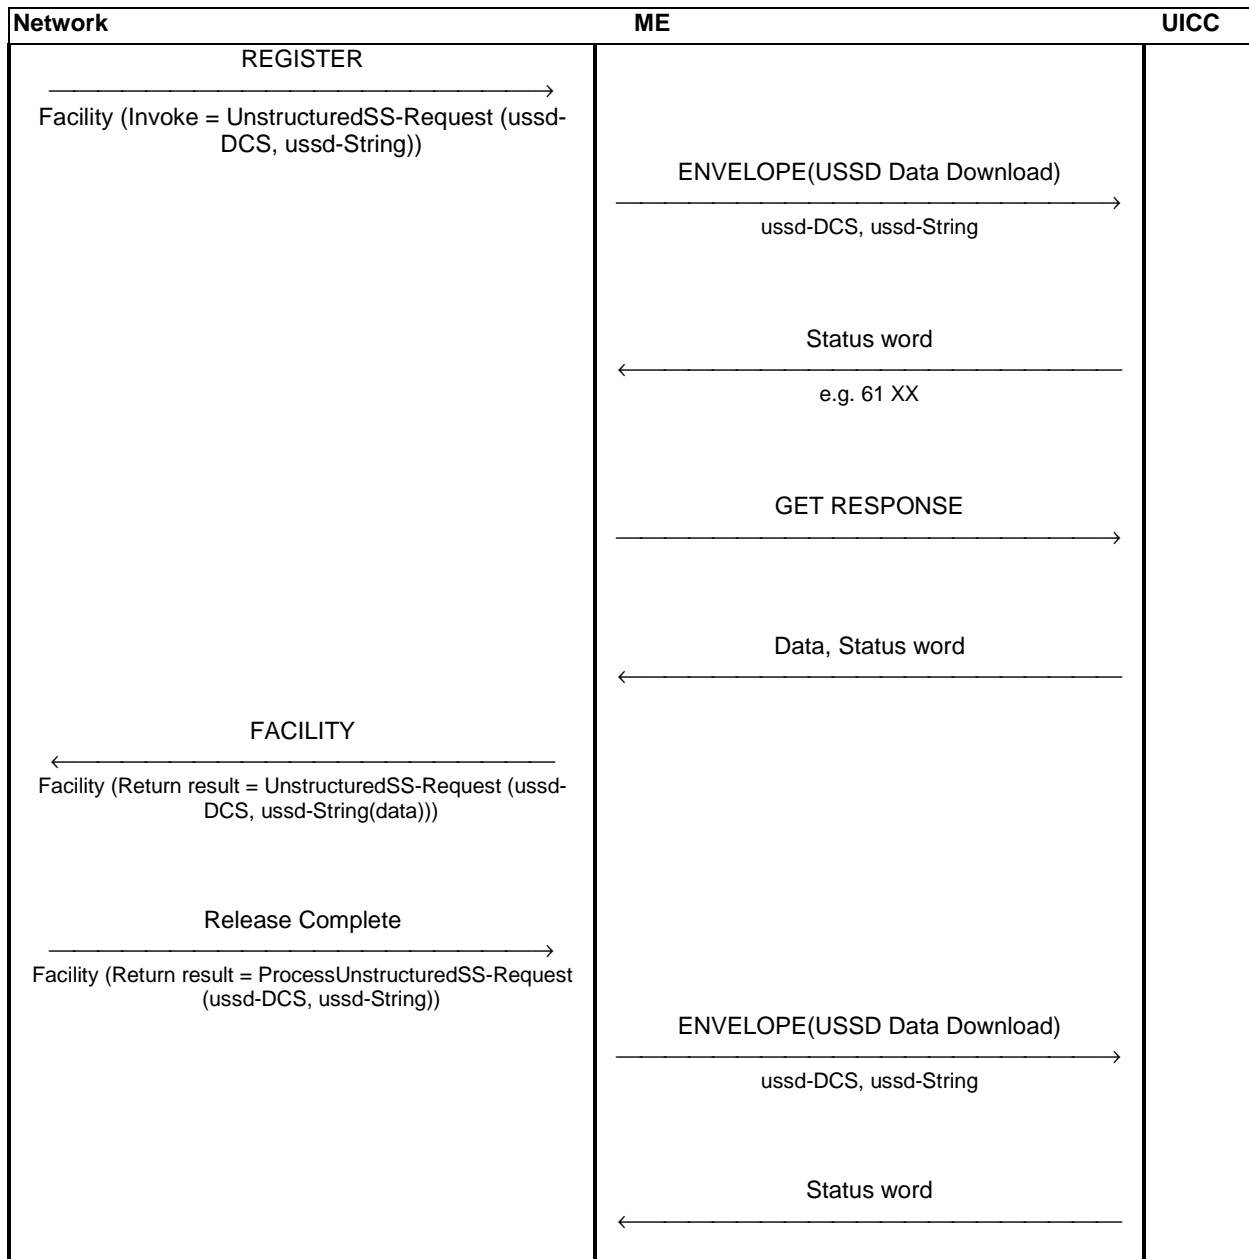 Network ME UICC
REGISTER
Facility (Invoke = UnstructuredSS-Request (ussd-
DCS, ussd-String))
ENVELOPE(USSD Data Download)
ussd-DCS, ussd-String
Status word
e.g. 61 XX
GET RESPONSE
Data, Status word
FACILITY
Facility (Return result = UnstructuredSS-Request (ussd-
DCS, ussd-String(data)))
Release Complete
Facility (Return result = ProcessUnstructuredSS-Request
(ussd-DCS, ussd-String))
ENVELOPE(USSD Data Download)
ussd-DCS, ussd-String
Status word